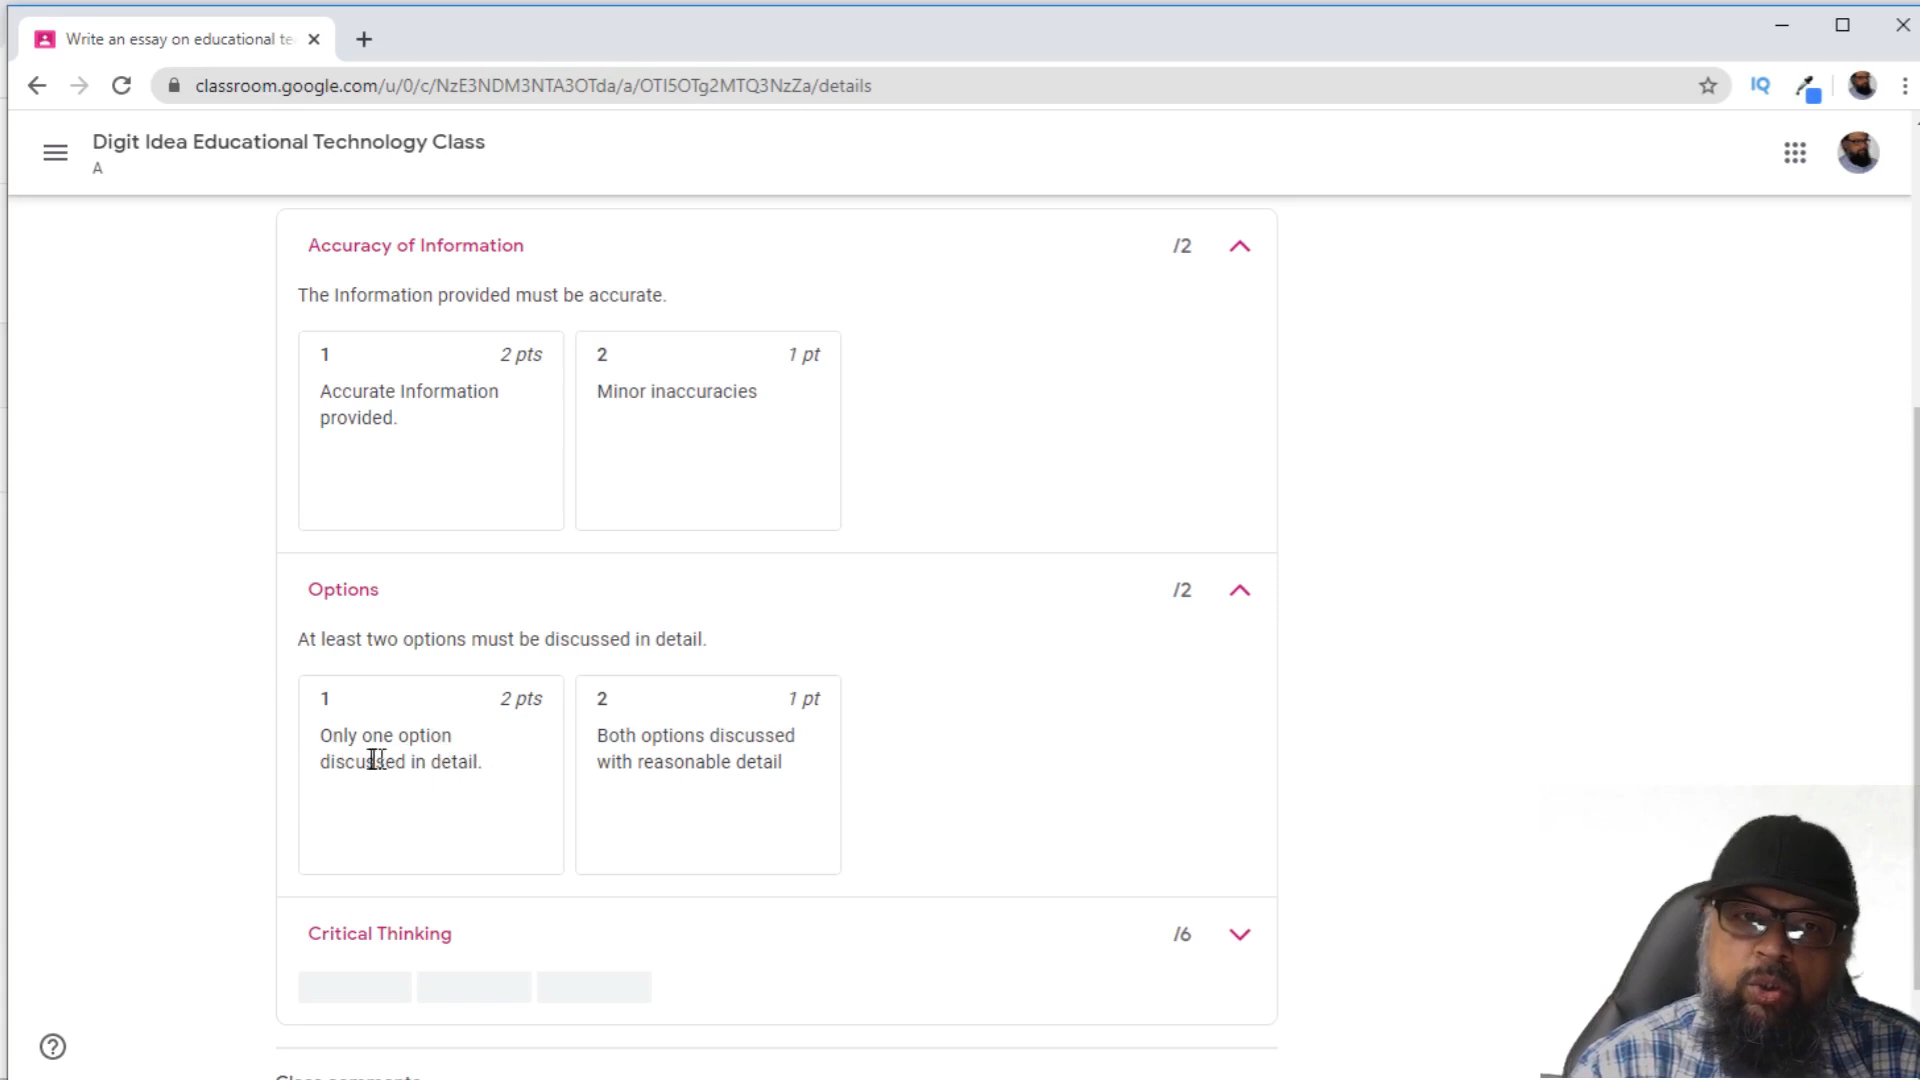 Write an essay on educational te
classroom.google.com/u/0/c/NzE3NDM3NTA3OTda/a/OTI5OTg2MTQ3NzZa/details
IQ
Digit Idea Educational Technology Class
A
Accuracy of Information /2
The Information provided must be accurate.
1 2 pts
Accurate Information
provided.
2 1 pt
Minor inaccuracies
Options /2
At least two options must be discussed in detail.
1 2 pts
Only one option
discussed in detail.
2 1 pt
Both options discussed
with reasonable detail
Critical Thinking /6
Class comments